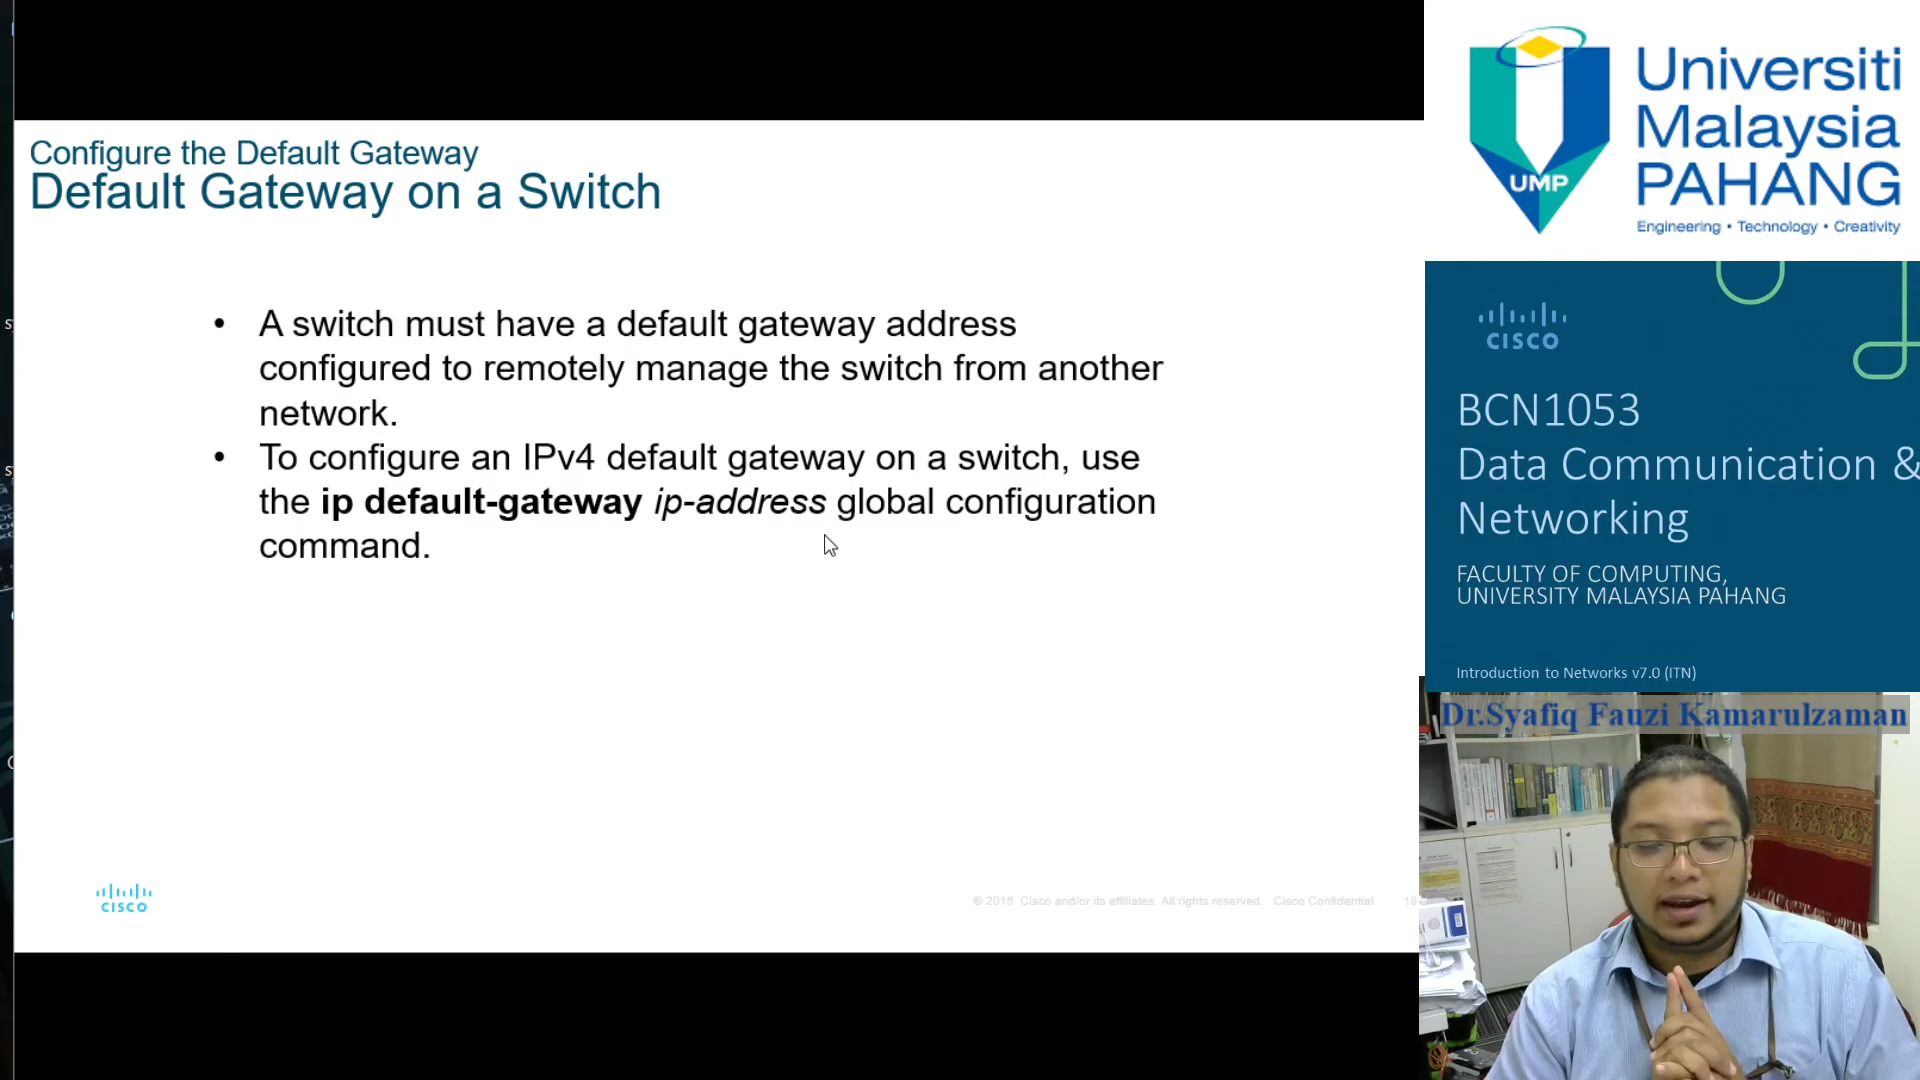 Configure the Default Gateway
Default Gateway on a Switch
• A switch must have a default gateway address
configured to remotely manage the switch from another
network.
• To configure an IPv4 default gateway on a switch, use
the ip default-gateway ip-address global configuration
command.
CISCO
© 2016 Cisco and/or its affiliates. All rights reserved. Cisco Confidential 18
UMP
Universiti
Malaysia
PAHANG
Engineering • Technology • Creativity
CISCO
BCN1053
Data Communication &
Networking
FACULTY OF COMPUTING,
UNIVERSITY MALAYSIA PAHANG
Introduction to Networks v7.0 (ITN)
Dr.Syafiq Fauzi Kamarulzaman